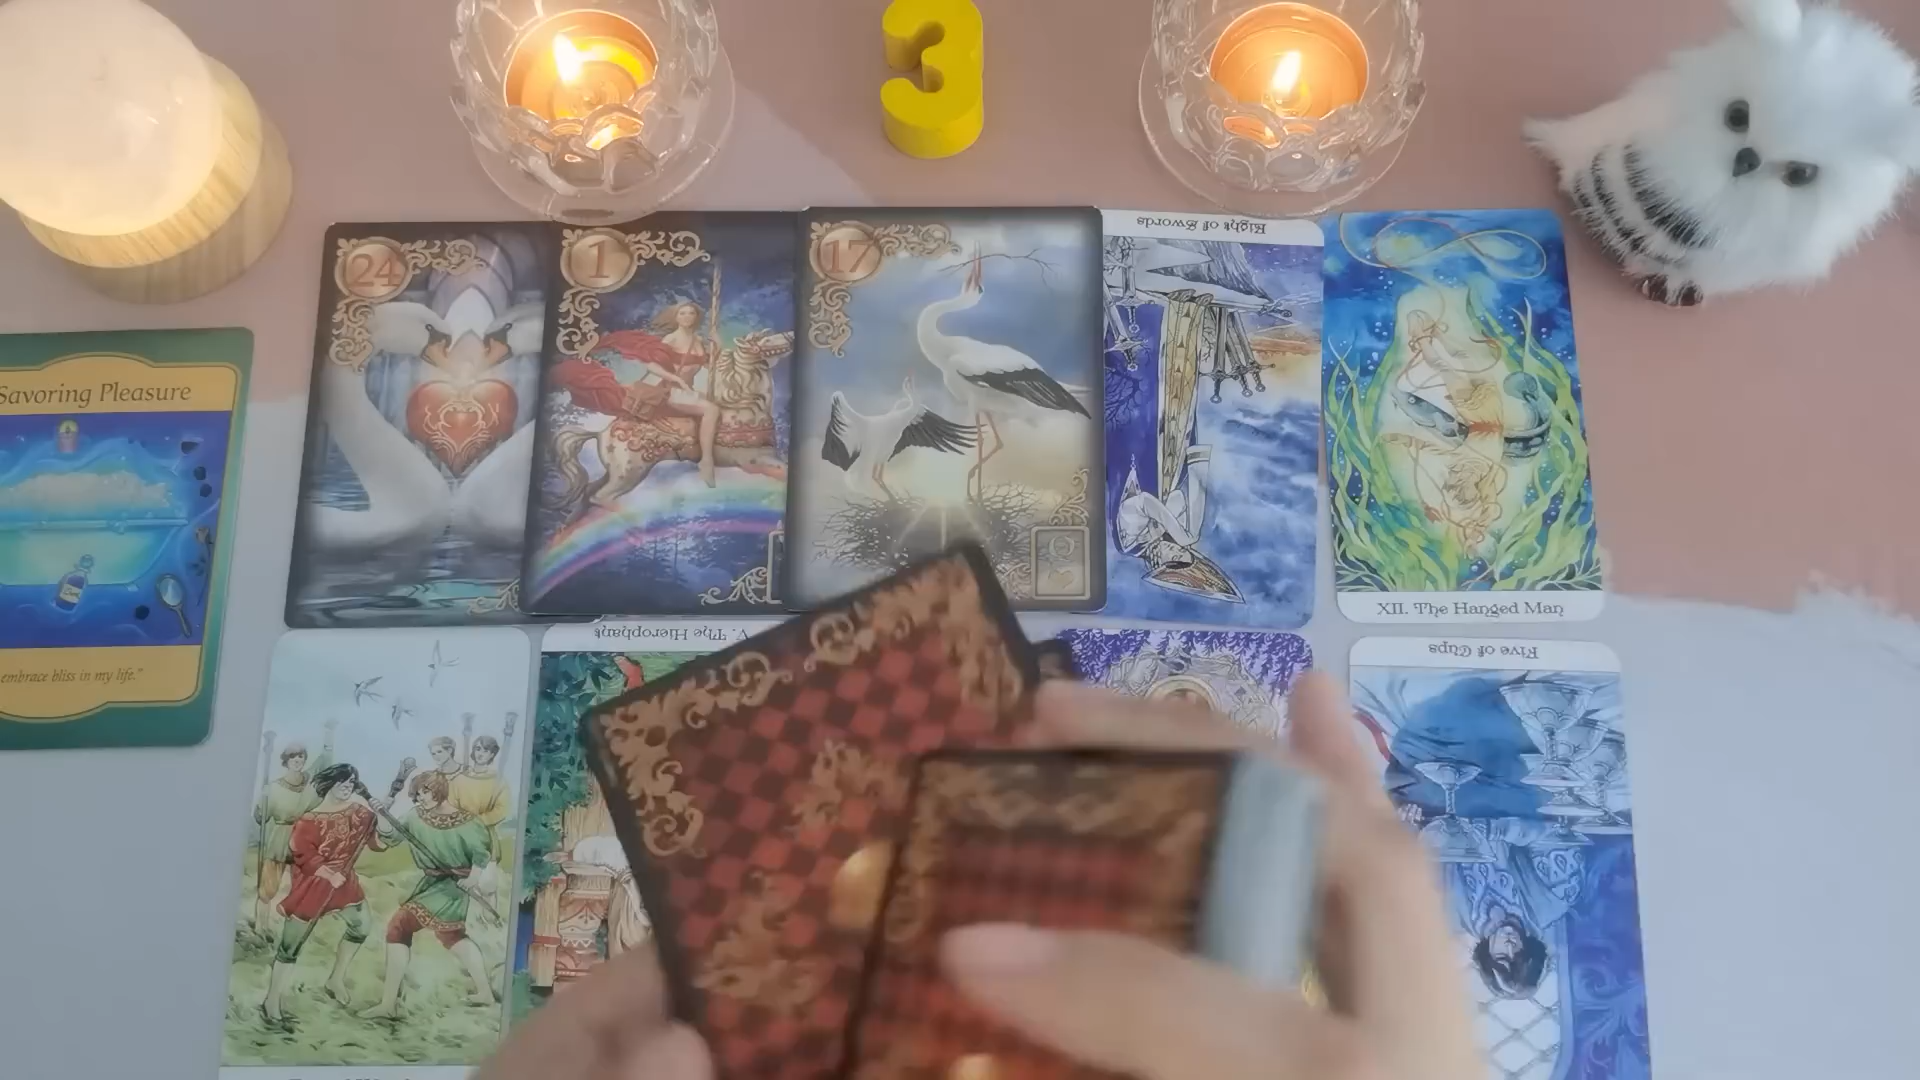 3
24
1
17
Eight of Swords
XII. The Hanged Man
Savoring Pleasure
embrace bliss in my life."
V. The Hierophant
Five of Cups